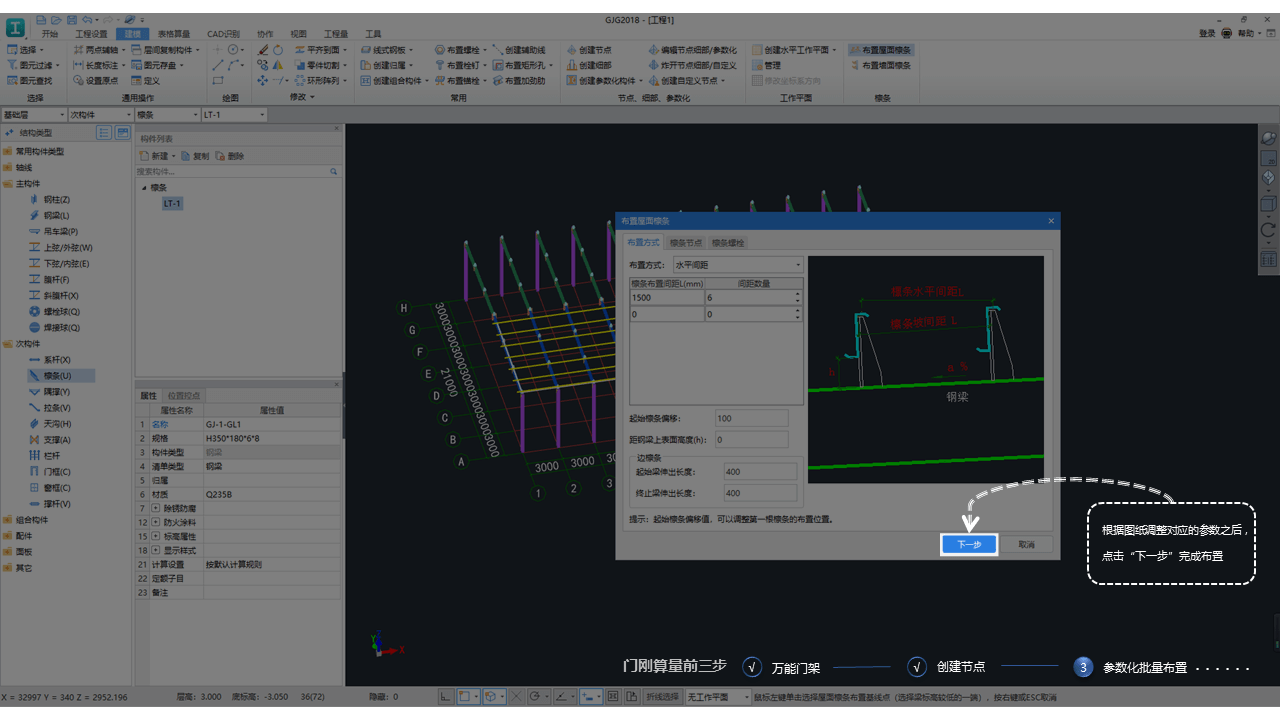 GJG2018 - [工程1]
开始 工程设置 建模 表格算量 CAD识别 协作 视图 工程量 工具
登录 帮助
选择 两点辅轴 层间复制构件 平齐到面 线式钢板 布置螺栓 创建辅助线 创建节点 编辑节点细部/参数化 创建水平工作平面 布置屋面檩条
图元过滤 长度标注 图元存盘 零件切割 创建归属 布置栓钉 布置矩形孔 创建细部 炸开节点细部/自定义 管理 布置墙面檩条
图元查找 设置原点 定义 环形阵列 创建组合构件 布置锚栓 布置加劲肋 创建参数化构件 创建自定义节点 修改坐标系方向
选择 通用操作 绘图 修改 常用 节点、细部、参数化 工作平面 檩条
基础层 次构件 檩条 LT-1
结构类型
常用构件类型
轴线
主构件
钢柱(Z)
钢梁(L)
吊车梁(P)
上弦/外弦(W)
下弦/内弦(E)
腹杆(F)
斜腹杆(X)
螺栓球(Q)
焊接球(Q)
次构件
系杆(X)
檩条(U)
隅撑(Y)
拉条(V)
天沟(H)
支撑(A)
栏杆
门框(C)
窗框(C)
撑杆(V)
组合构件
配件
面板
其它
构件列表
新建 复制 删除
搜索构件...
檩条
LT-1
属性 位置控点
属性名称 属性值
1 名称 GJ-1-GL1
2 规格 H350*180*6*8
3 构件类型 钢梁
4 清单类型 钢梁
5 归属
6 材质 Q235B
7 除锈防腐
12 防火涂料
15 标高属性
18 显示样式
21 计算设置 按默认计算规则
22 定额子目
23 备注
H
G
F
E
D
C
B
A
3000 3000 3000 3000 3000 3000 3000
21000
3000 3000 30
1 2 3
布置屋面檩条
布置方式 檩条节点 檩条螺栓
布置方式: 水平间距
檩条布置间距L(mm) 间距数量
1500 6
0 0
起始檩条偏移: 100
距钢梁上表面高度(h): 0
边檩条
起始梁伸出长度: 400
终止梁伸出长度: 400
提示：起始檩条偏移值，可以调整第一根檩条的布置位置。
下一步 取消
檩条水平间距L
檩条坡间距 L
h
n %
钢梁
根据图纸调整对应的参数之后，
点击“下一步”完成布置
Y
X
门刚算量前三步 √ 万能门架 √ 创建节点 3 参数化批量布置 ......
X = 32997 Y = 340 Z = 2952.196 层高: 3.000 底标高: -3.050 36(72) 隐藏: 0 折线选择 无工作平面 鼠标左键单击选择屋面檩条布置基线点（选择梁标高较低的一端），按右键或ESC取消